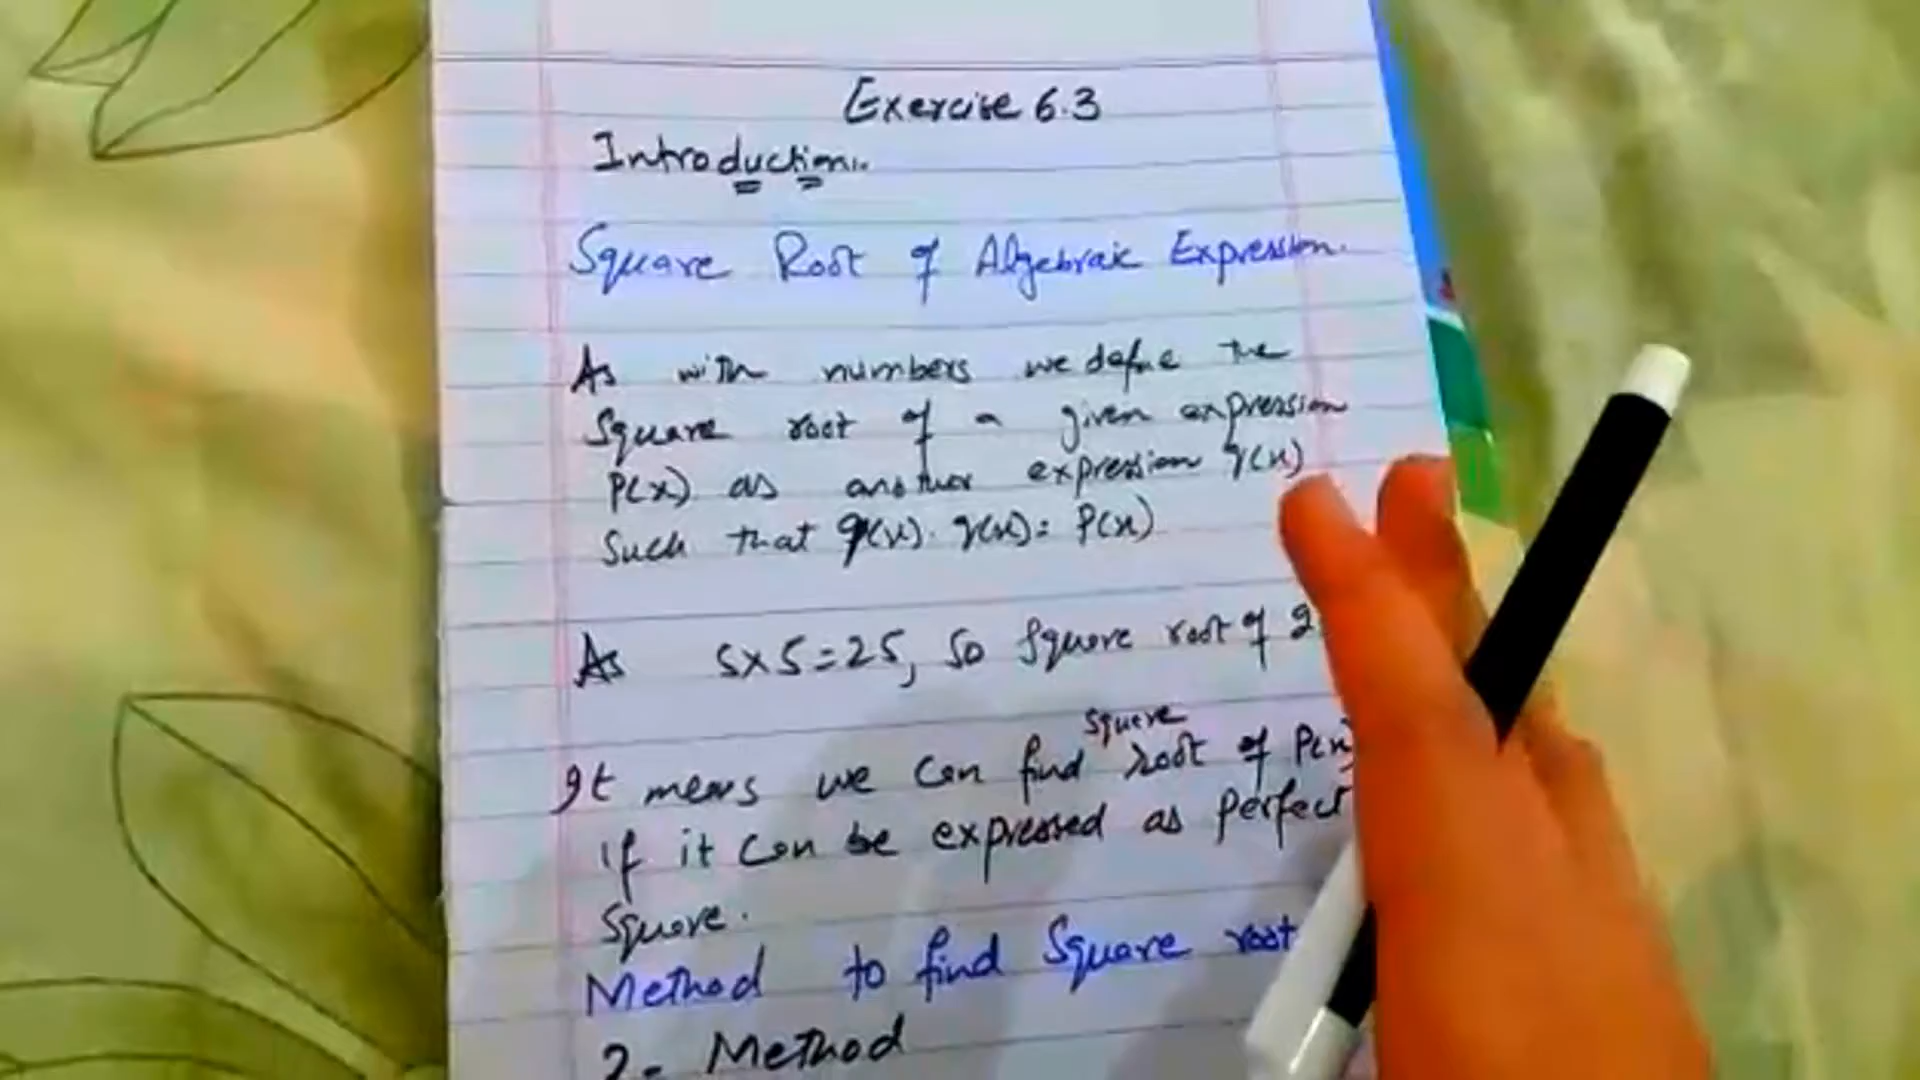 Exercise 6.3
Introduction.
Square Root of Algebraic Expression.
As with numbers we define the
Square root of a given expression
P(x) as another expression q(x)
Such that q(x). q(x)= P(x)
As 5x5=25, so square root of 2
square
It means we can find root of P(x)
if it can be expressed as perfect
square.
Method to find Square root
2- Method